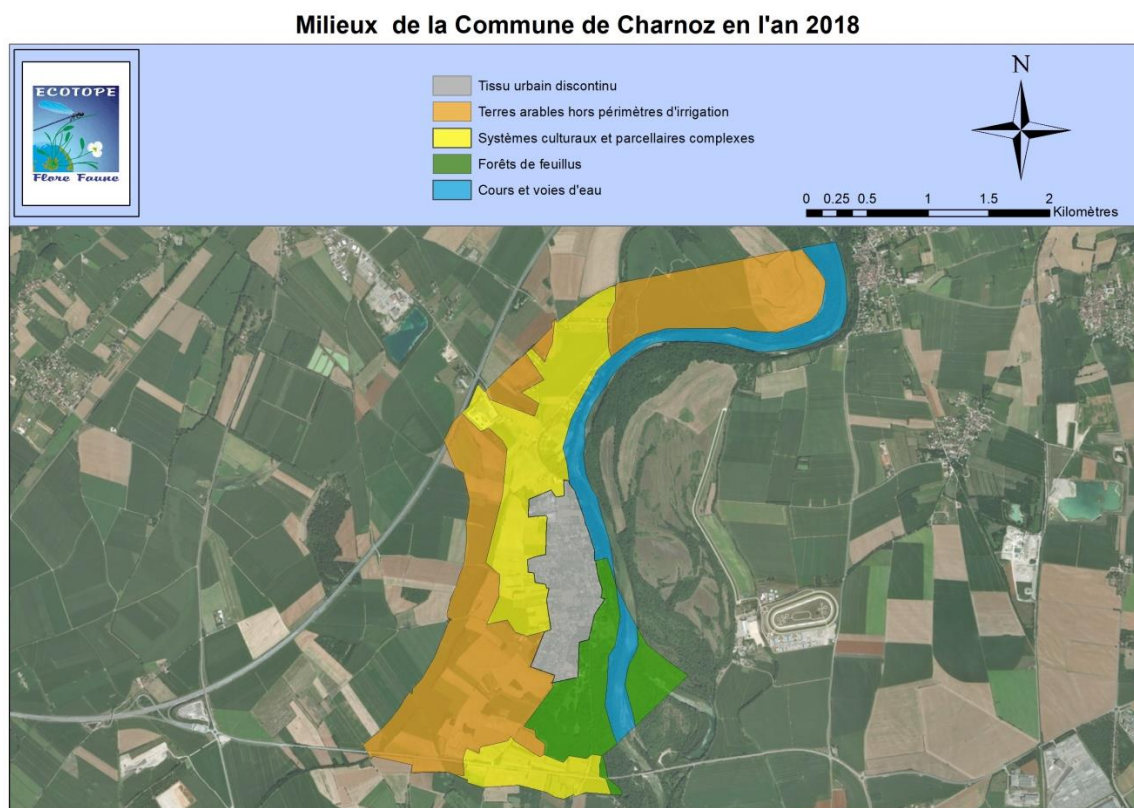 Milieux de la Commune de Charnoz en l'an 2018
ECOTOPE
Flore Faune
Tissu urbain discontinu
Terres arables hors périmètres d'irrigation
Systèmes culturaux et parcellaires complexes
Forêts de feuillus
Cours et voies d'eau
N
0 0.25 0.5 1 1.5 2
Kilomètres